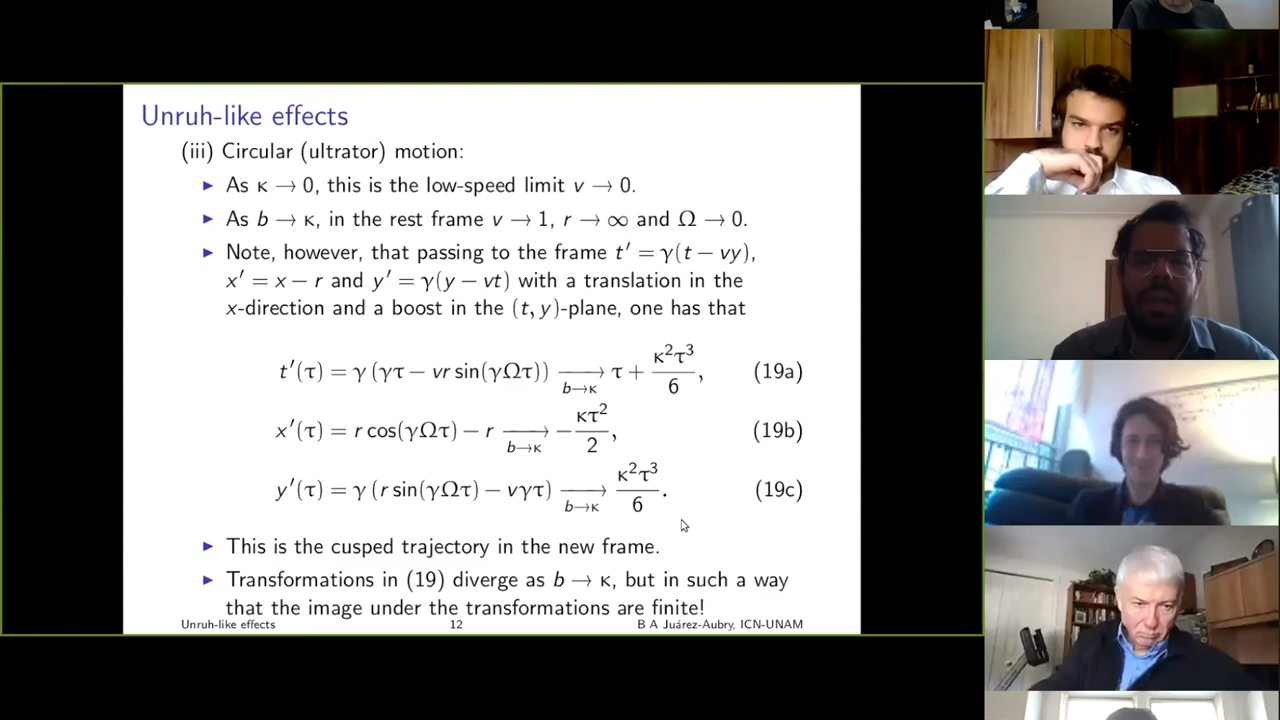 Unruh-like effects
(iii) Circular (ultrator) motion:
▶ As κ → 0, this is the low-speed limit v → 0.
▶ As b → κ, in the rest frame v → 1, r → ∞ and Ω → 0.
▶ Note, however, that passing to the frame t′ = γ(t − vy),
x′ = x − r and y′ = γ(y − vt) with a translation in the
x-direction and a boost in the (t, y)-plane, one has that
t′(τ) = γ (γτ − vr sin(γΩτ)) ⟶_{b→κ} τ + κ²τ³/6, (19a)
x′(τ) = r cos(γΩτ) − r ⟶_{b→κ} −κτ²/2, (19b)
y′(τ) = γ (r sin(γΩτ) − vγτ) ⟶_{b→κ} κ²τ³/6. (19c)
▶ This is the cusped trajectory in the new frame.
▶ Transformations in (19) diverge as b → κ, but in such a way
that the image under the transformations are finite!
Unruh-like effects 12 B A Juárez-Aubry, ICN-UNAM